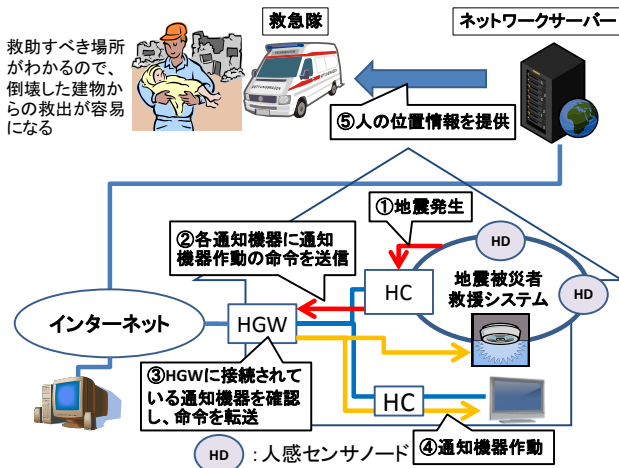 救急隊
ネットワークサーバー
救助すべき場所
がわかるので、
倒壊した建物か
らの救出が容易
になる
⑤人の位置情報を提供
①地震発生
②各通知機器に通知
機器作動の命令を送信
HD
HC
地震被災者
救援システム
HD
インターネット
HGW
③HGWに接続されて
いる通知機器を確認
し、命令を転送
HC
④通知機器作動
HD
:人感センサノード